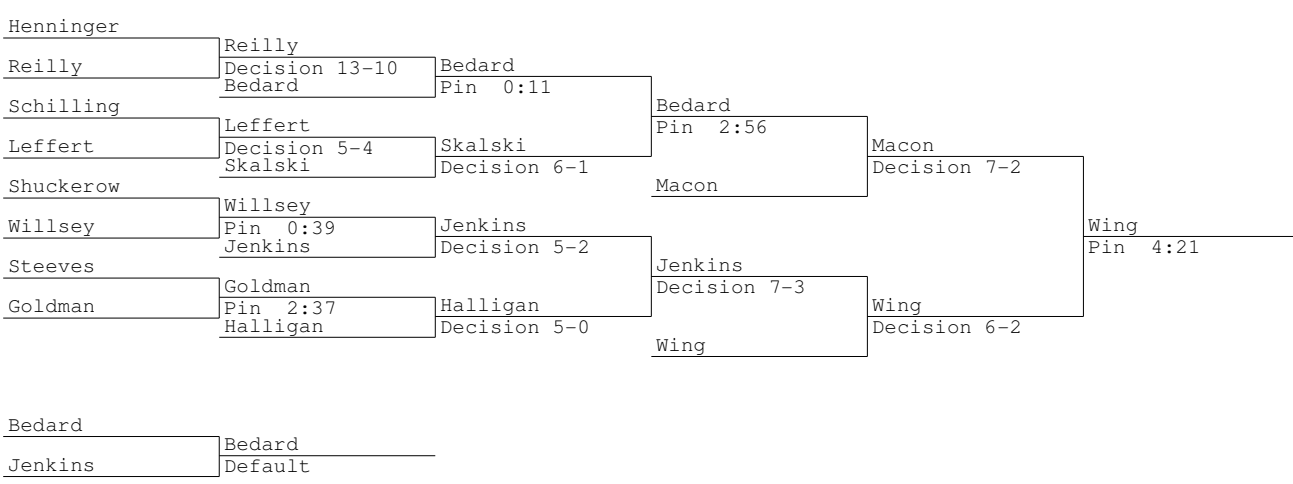 Henninger
Reilly
Reilly
Decision 13-10
Bedard
Bedard
Pin  0:11
Schilling
Leffert
Leffert
Decision 5-4
Skalski
Skalski
Decision 6-1
Bedard
Pin  2:56
Macon
Macon
Decision 7-2
Shuckerow
Willsey
Willsey
Pin  0:39
Jenkins
Jenkins
Decision 5-2
Steeves
Goldman
Goldman
Pin  2:37
Halligan
Halligan
Decision 5-0
Jenkins
Decision 7-3
Wing
Wing
Decision 6-2
Wing
Pin  4:21
Bedard
Jenkins
Bedard
Default